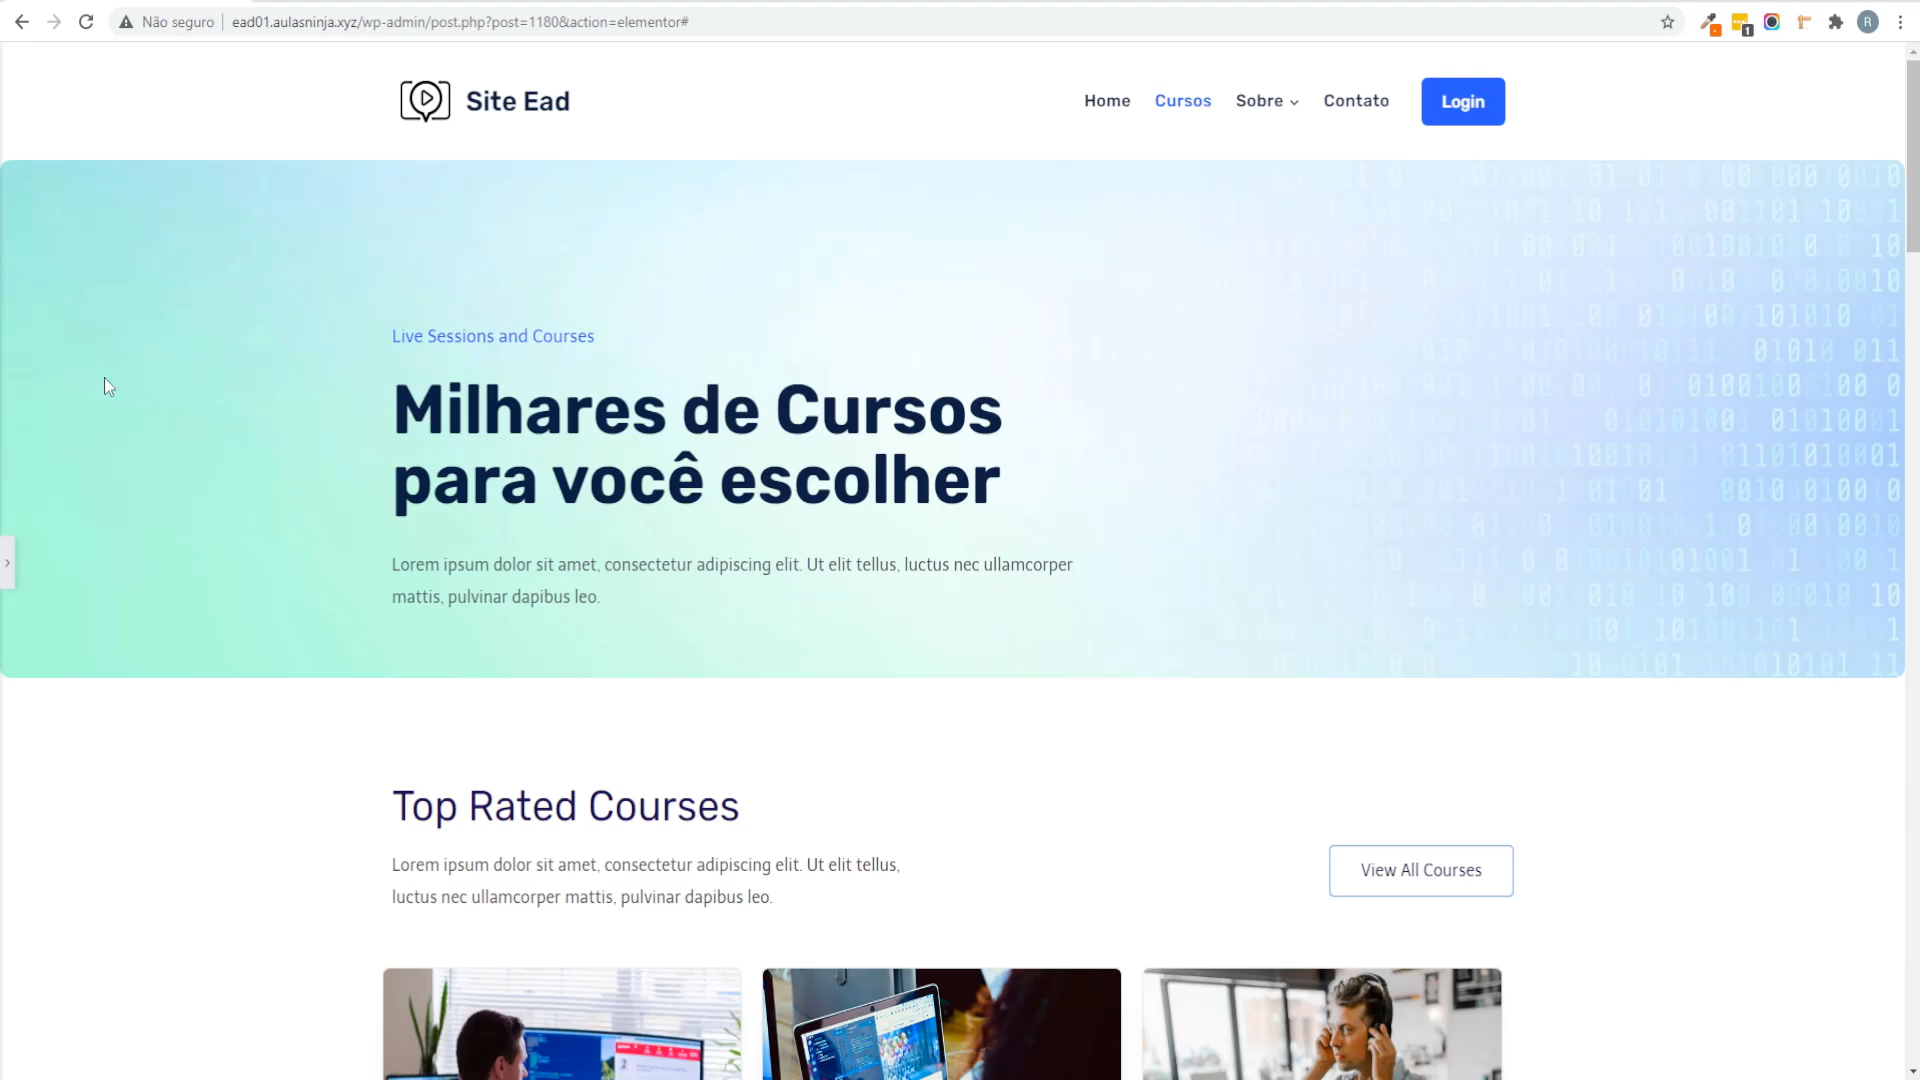 Não seguro
ead01.aulasninja.xyz/wp-admin/post.php?post=1180&action=elementor#
1
R
Site Ead
Home
Cursos
Sobre
Contato
Login
Live Sessions and Courses
Milhares de Cursos
para você escolher
Lorem ipsum dolor sit amet, consectetur adipiscing elit. Ut elit tellus, luctus nec ullamcorper
mattis, pulvinar dapibus leo.
Top Rated Courses
Lorem ipsum dolor sit amet, consectetur adipiscing elit. Ut elit tellus,
luctus nec ullamcorper mattis, pulvinar dapibus leo.
View All Courses